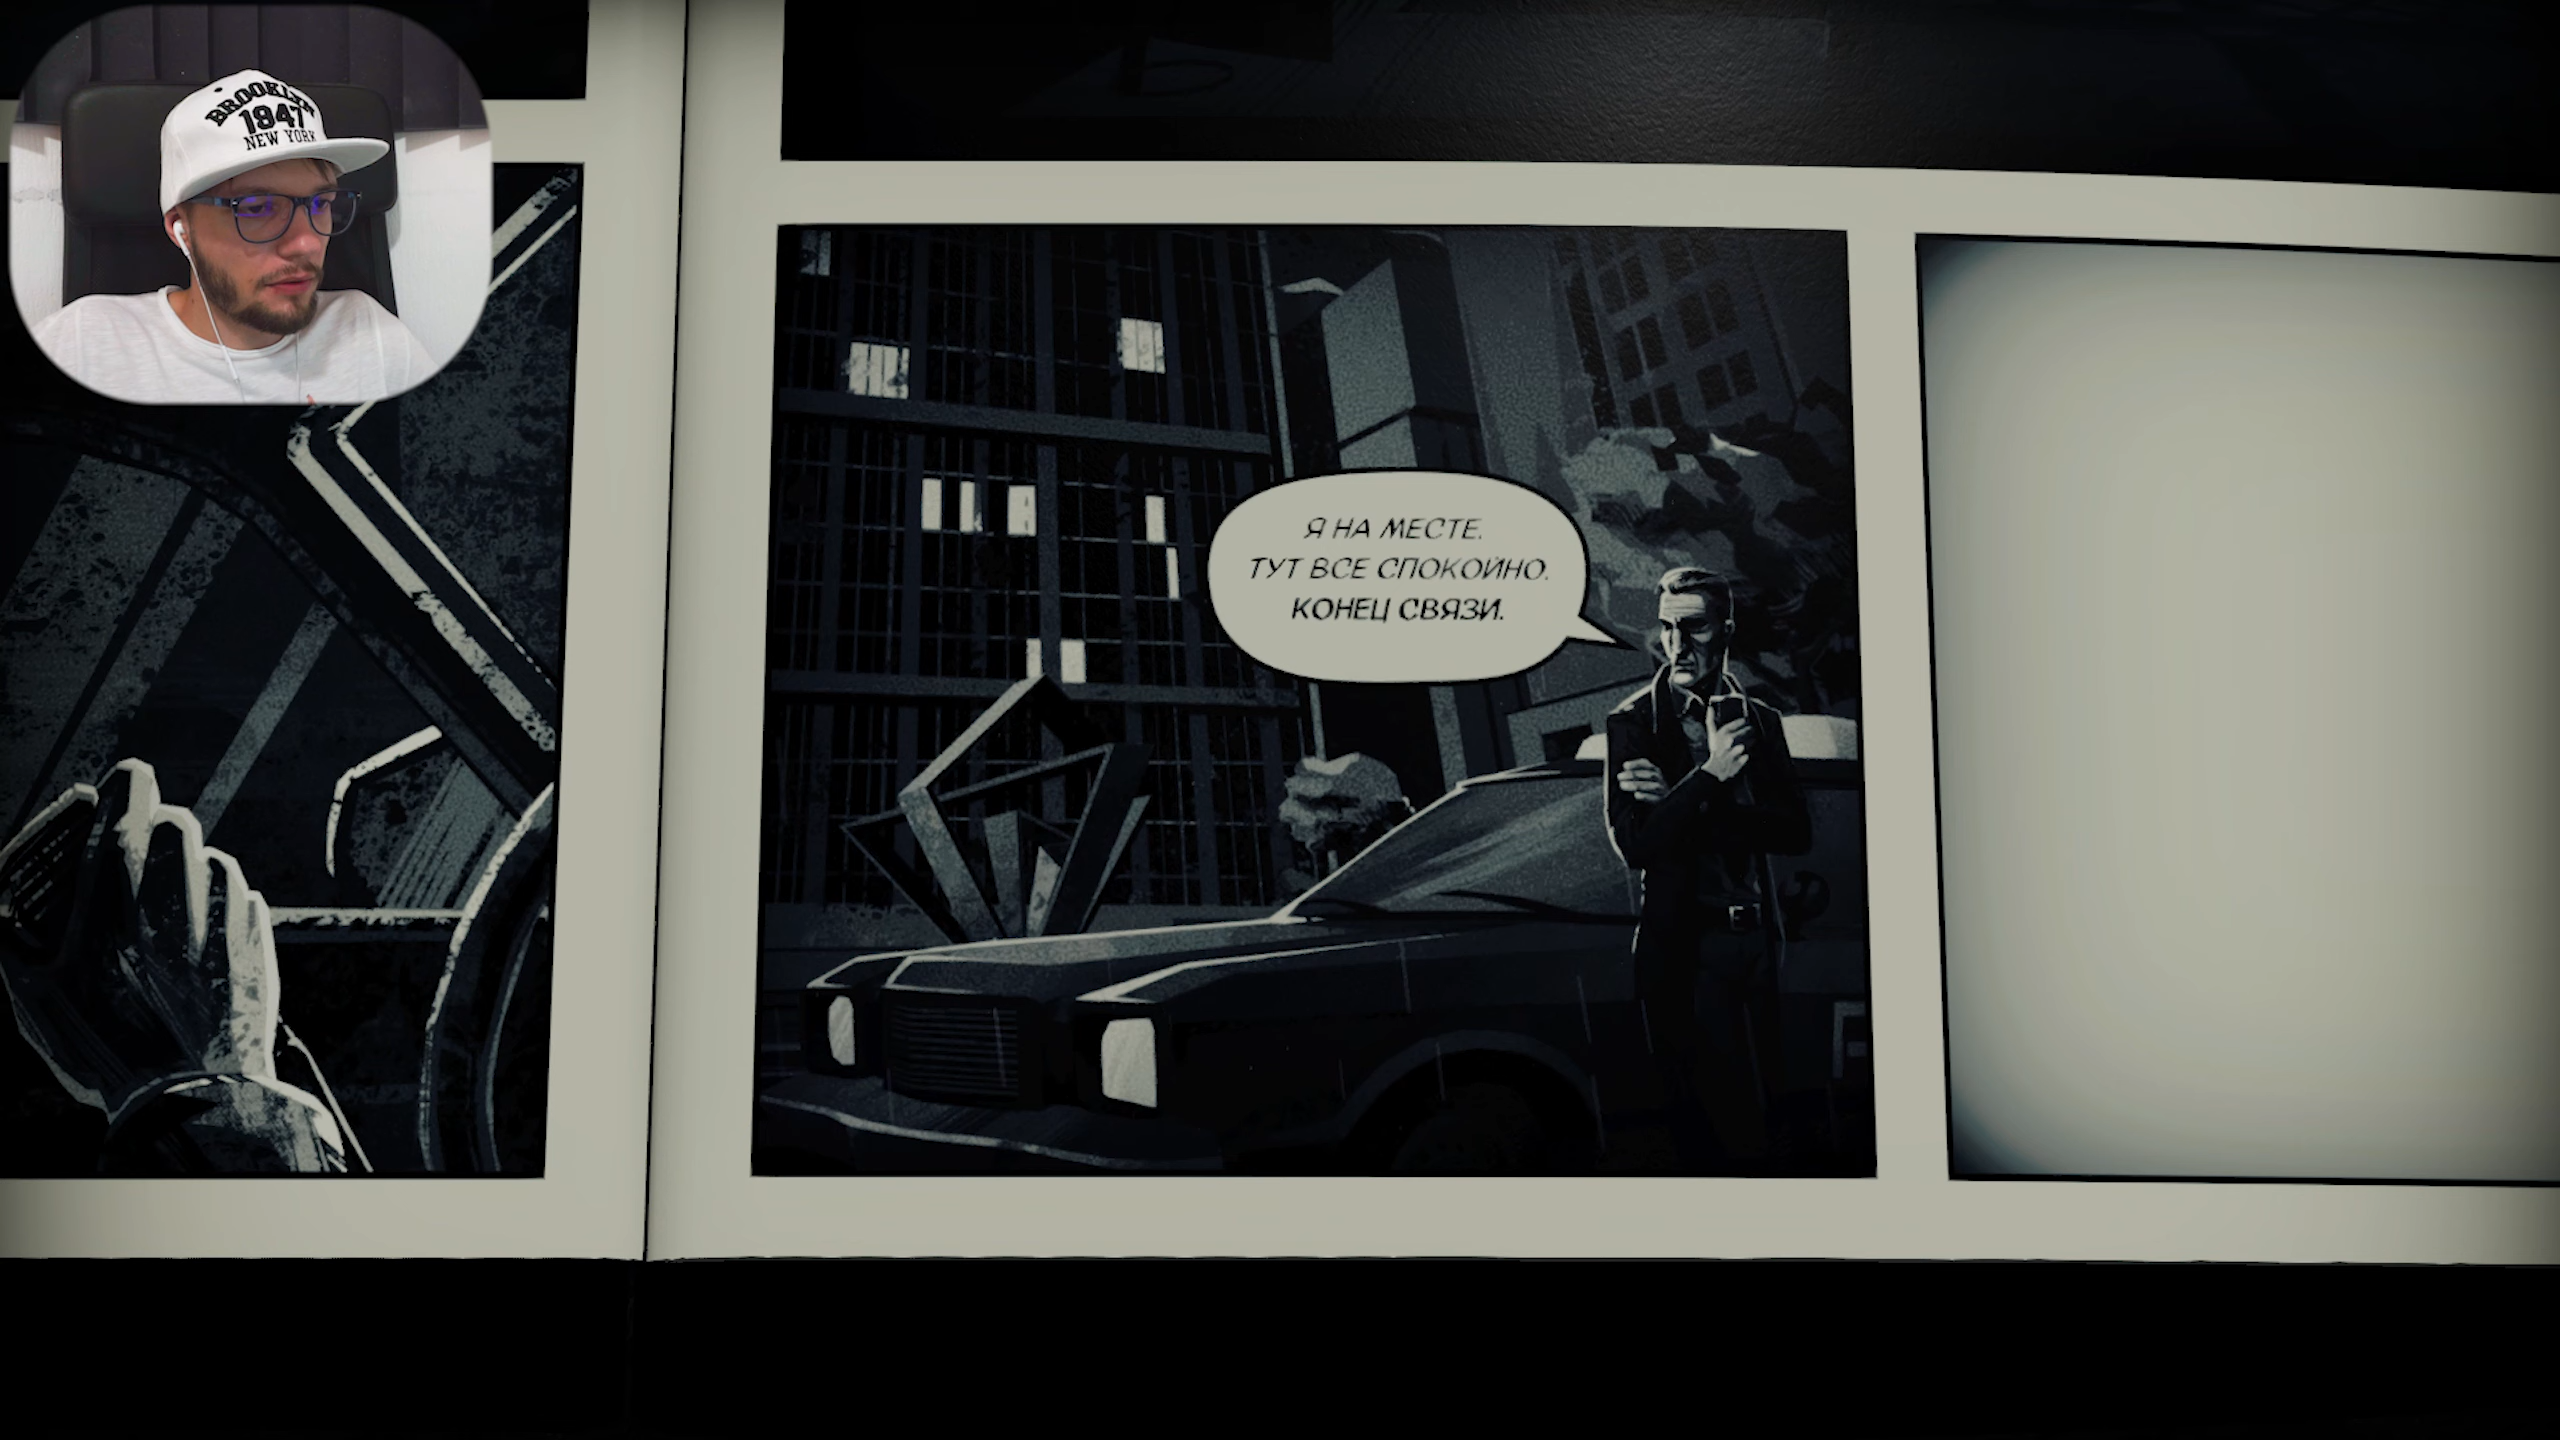 BROOKLYN
1947
NEW YORK
Я НА МЕСТЕ.
ТУТ ВСЕ СПОКОЙНО.
КОНЕЦ СВЯЗИ.